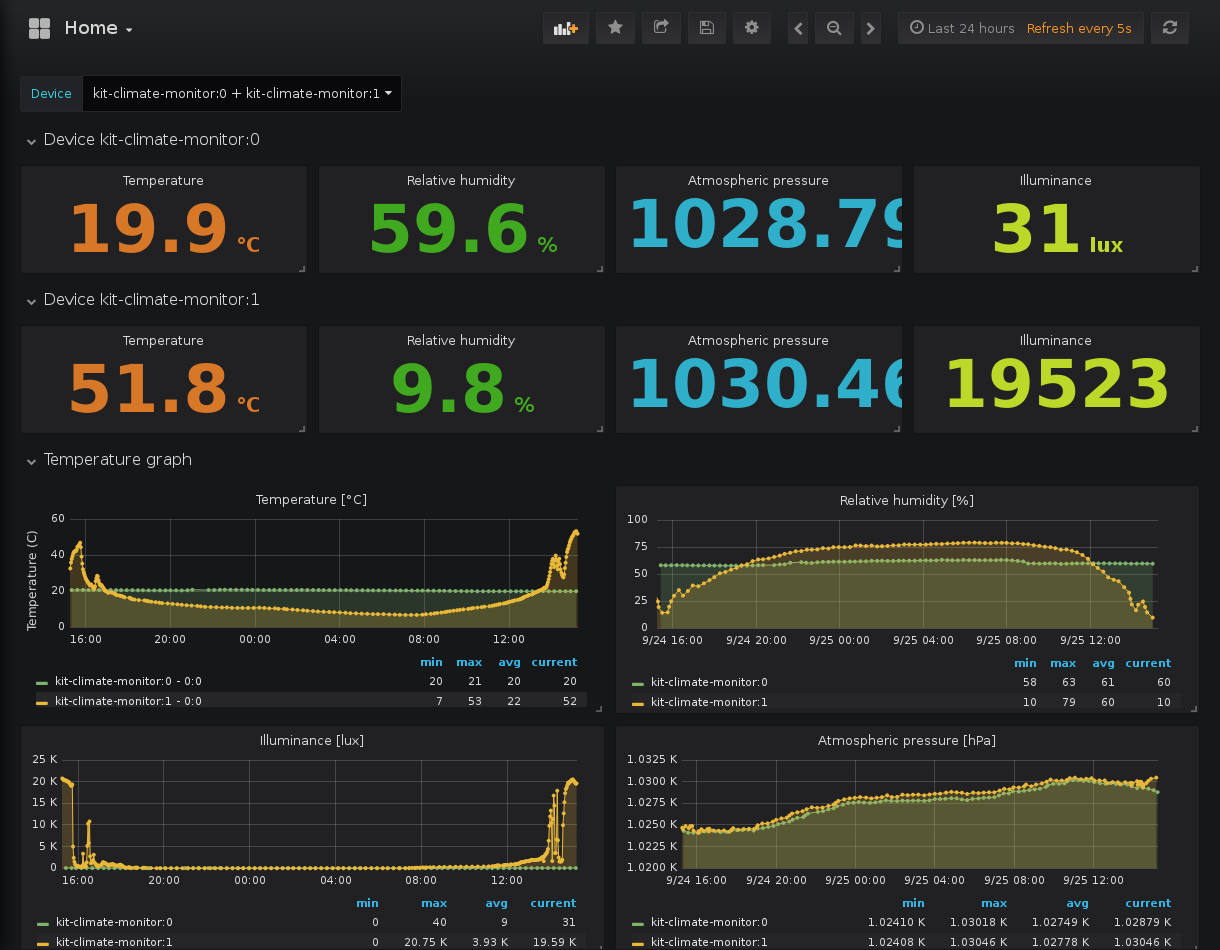 Home
Last 24 hours Refresh every 5s
Device kit-climate-monitor:0 + kit-climate-monitor:1
Device kit-climate-monitor:0
Temperature Relative humidity Atmospheric pressure Illuminance
19.9 °C 59.6 % 1028.79 31 lux
Device kit-climate-monitor:1
Temperature Relative humidity Atmospheric pressure Illuminance
51.8 °C 9.8 % 1030.46 19523
Temperature graph
Temperature [°C]
Temperature (C)
60
40
20
0
16:00 20:00 00:00 04:00 08:00 12:00
min max avg current
kit-climate-monitor:0 - 0:0 20 21 20 20
kit-climate-monitor:1 - 0:0 7 53 22 52
Relative humidity [%]
100
75
50
25
0
9/24 16:00 9/24 20:00 9/25 00:00 9/25 04:00 9/25 08:00 9/25 12:00
min max avg current
kit-climate-monitor:0 58 63 61 60
kit-climate-monitor:1 10 79 60 10
Illuminance [lux]
25 K
20 K
15 K
10 K
5 K
0
16:00 20:00 00:00 04:00 08:00 12:00
min max avg current
kit-climate-monitor:0 0 40 9 31
kit-climate-monitor:1 0 20.75 K 3.93 K 19.59 K
Atmospheric pressure [hPa]
1.0325 K
1.0300 K
1.0275 K
1.0250 K
1.0225 K
1.0200 K
9/24 16:00 9/24 20:00 9/25 00:00 9/25 04:00 9/25 08:00 9/25 12:00
min max avg current
kit-climate-monitor:0 1.02410 K 1.03018 K 1.02749 K 1.02879 K
kit-climate-monitor:1 1.02408 K 1.03046 K 1.02778 K 1.03046 K